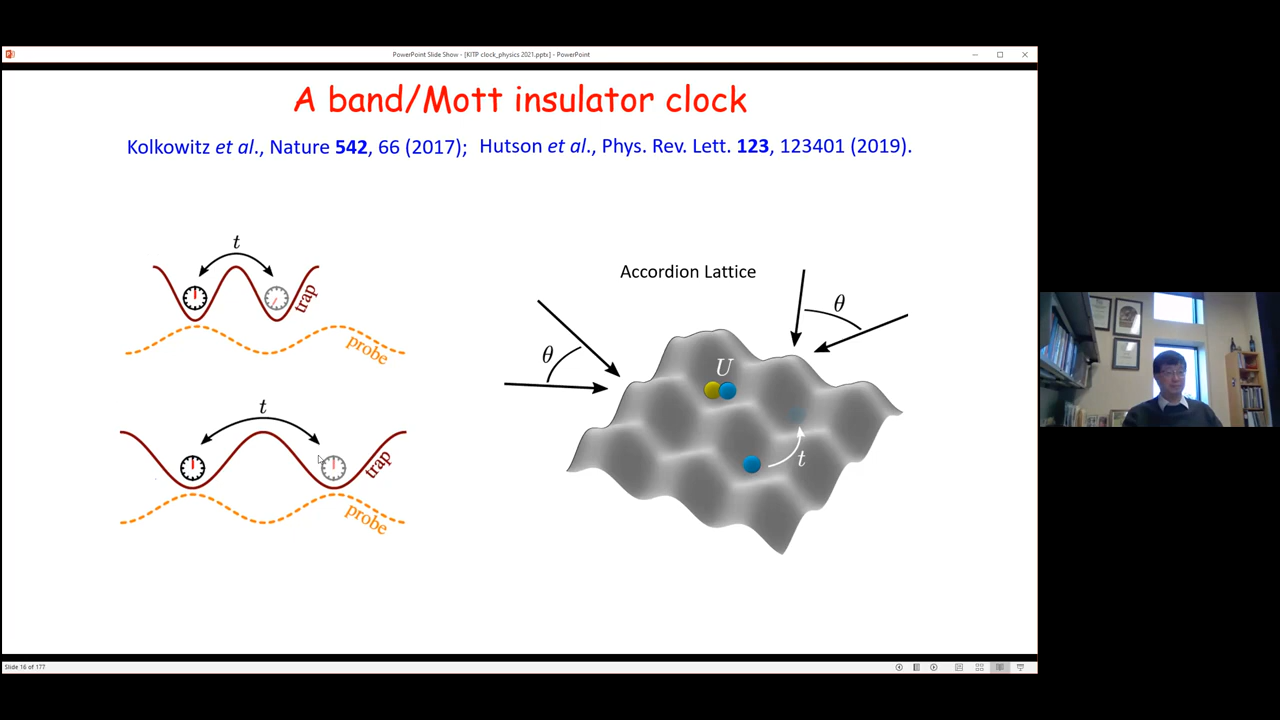 PowerPoint Slide Show - [KITP clock_physics 2021.pptx] - PowerPoint
A band/Mott insulator clock
Kolkowitz et al., Nature 542, 66 (2017); Hutson et al., Phys. Rev. Lett. 123, 123401 (2019).
t
trap
probe
t
trap
probe
Accordion Lattice
θ
θ
U
t
Slide 16 of 177